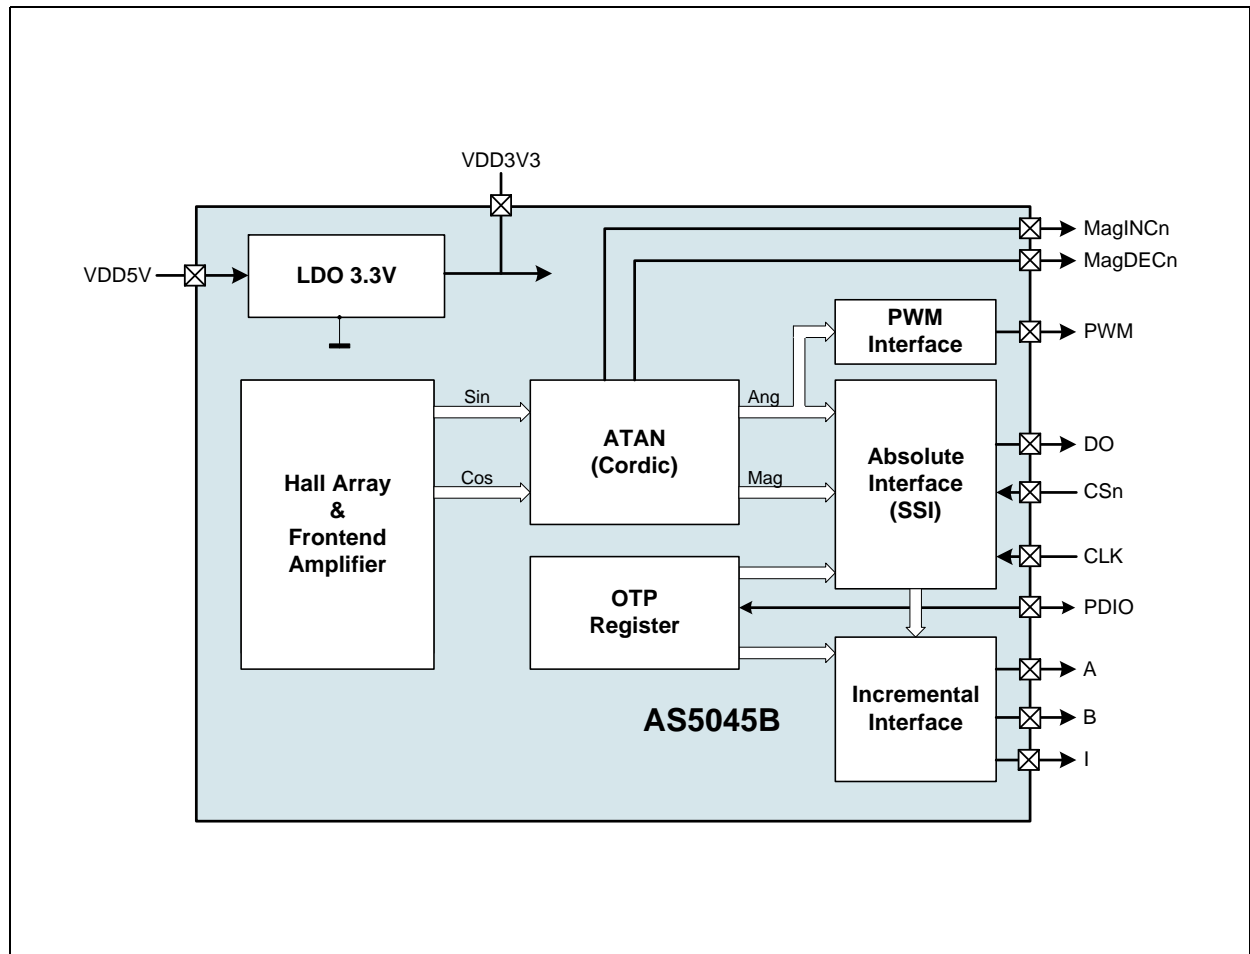 VDD3V3
MagINCn
MagDECn
VDD5V
LDO 3.3V
PWM
Interface
PWM
Sin
Ang
ATAN
(Cordic)
Cos
Mag
Hall Array
&
Frontend
Amplifier
Absolute
Interface
(SSI)
DO
CSn
CLK
OTP
Register
PDIO
Incremental
Interface
A
B
I
AS5045B